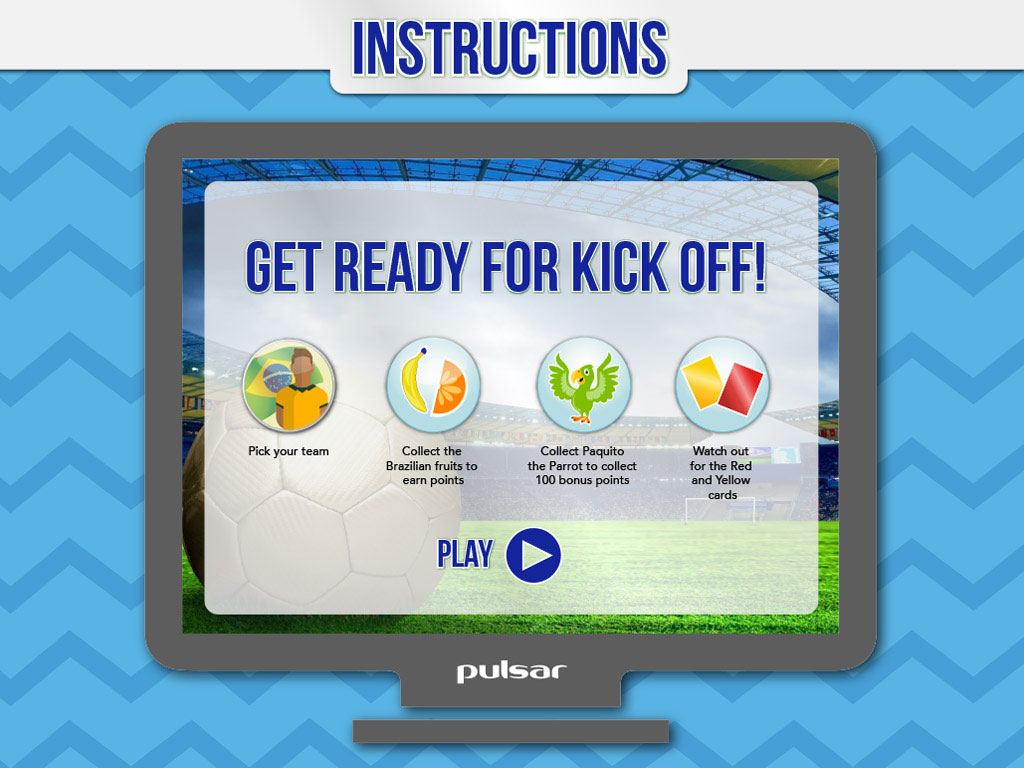 INSTRUCTIONS
GET READY FOR KICK OFF!
Pick your team
Collect the
Brazilian fruits to
earn points
Collect Paquito
the Parrot to collect
100 bonus points
Watch out
for the Red
and Yellow
cards
PLAY
pulsar